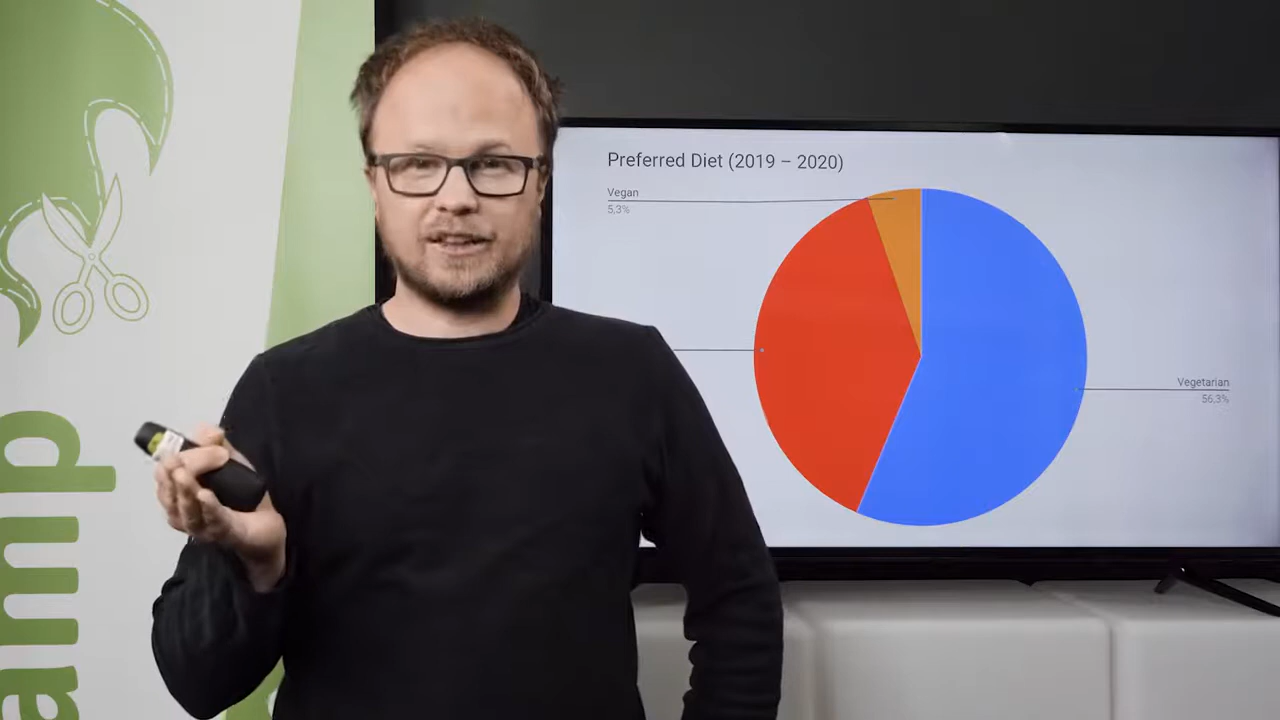 Preferred Diet (2019 – 2020)
Vegan
5,3%
Vegetarian
56,3%
amp